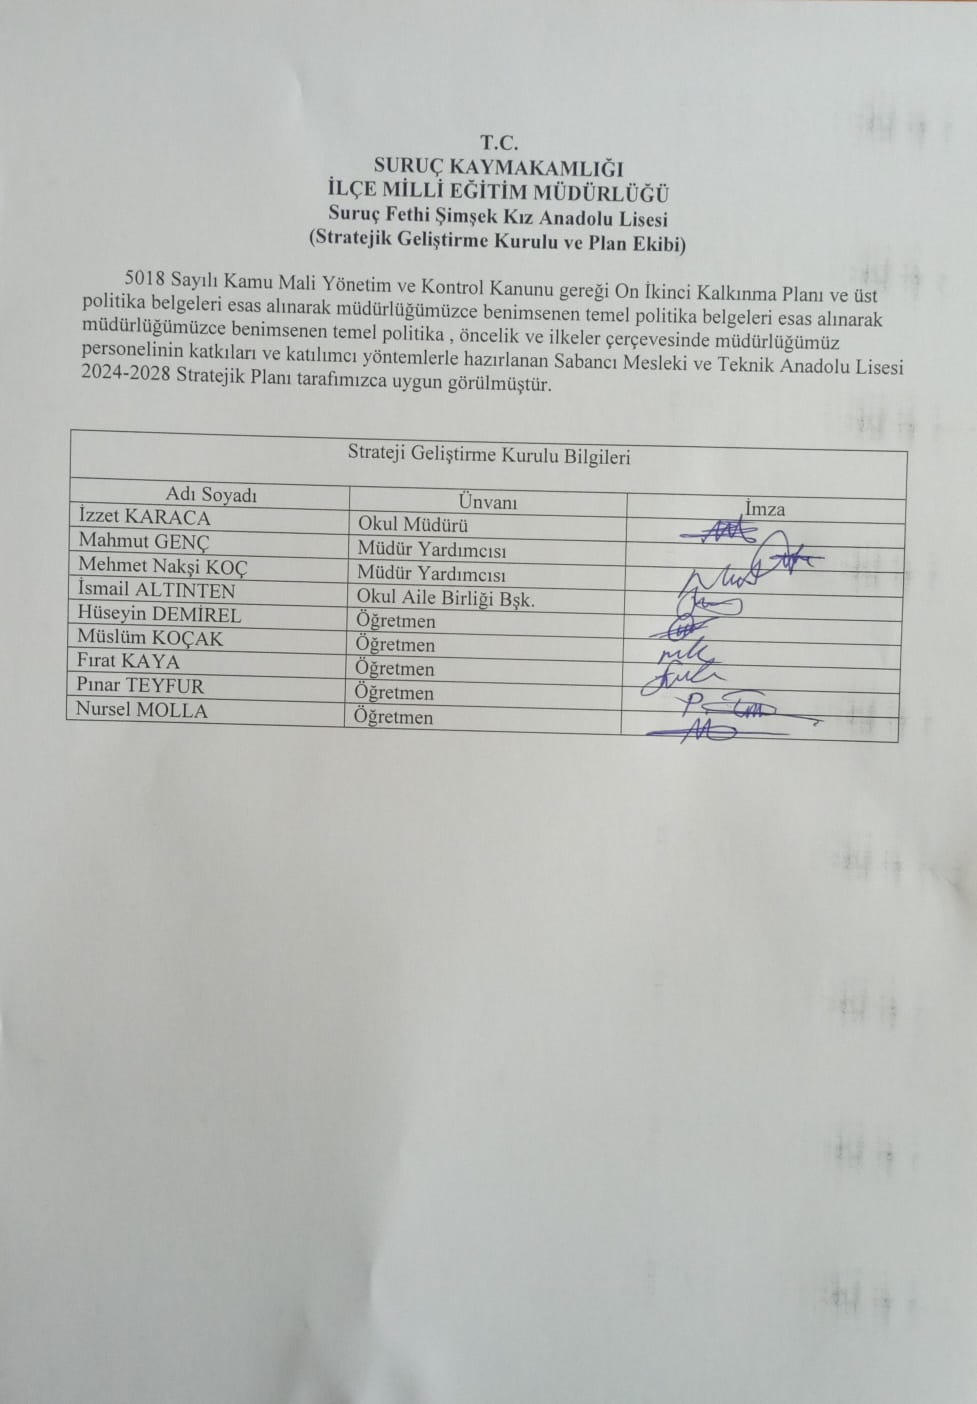 T.C.
SURUÇ KAYMAKAMLIĞI
İLÇE MİLLİ EĞİTİM MÜDÜRLÜĞÜ
Suruç Fethi Şimşek Kız Anadolu Lisesi
(Stratejik Geliştirme Kurulu ve Plan Ekibi)
5018 Sayılı Kamu Mali Yönetim ve Kontrol Kanunu gereği On İkinci Kalkınma Planı ve üst
politika belgeleri esas alınarak müdürlüğümüzce benimsenen temel politika belgeleri esas alınarak
müdürlüğümüzce benimsenen temel politika , öncelik ve ilkeler çerçevesinde müdürlüğümüz
personelinin katkıları ve katılımcı yöntemlerle hazırlanan Sabancı Mesleki ve Teknik Anadolu Lisesi
2024-2028 Stratejik Planı tarafımızca uygun görülmüştür.
Strateji Geliştirme Kurulu Bilgileri
Adı Soyadı Ünvanı İmza
İzzet KARACA Okul Müdürü
Mahmut GENÇ Müdür Yardımcısı
Mehmet Nakşi KOÇ Müdür Yardımcısı
İsmail ALTINTEN Okul Aile Birliği Bşk.
Hüseyin DEMİREL Öğretmen
Müslüm KOÇAK Öğretmen
Fırat KAYA Öğretmen
Pınar TEYFUR Öğretmen
Nursel MOLLA Öğretmen